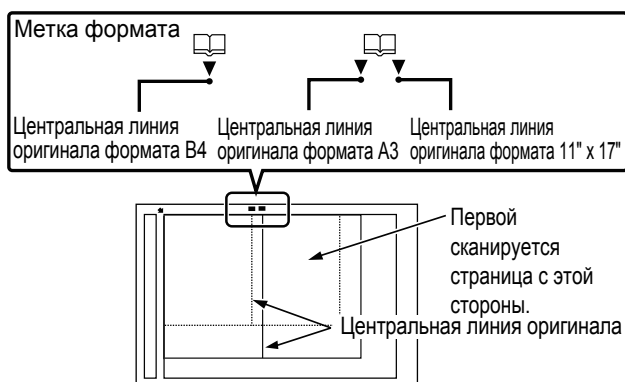 Метка формата
Центральная линия
оригинала формата B4
Центральная линия
оригинала формата A3
Центральная линия
оригинала формата 11" x 17"
Первой
сканируется
страница с этой
стороны.
Центральная линия оригинала